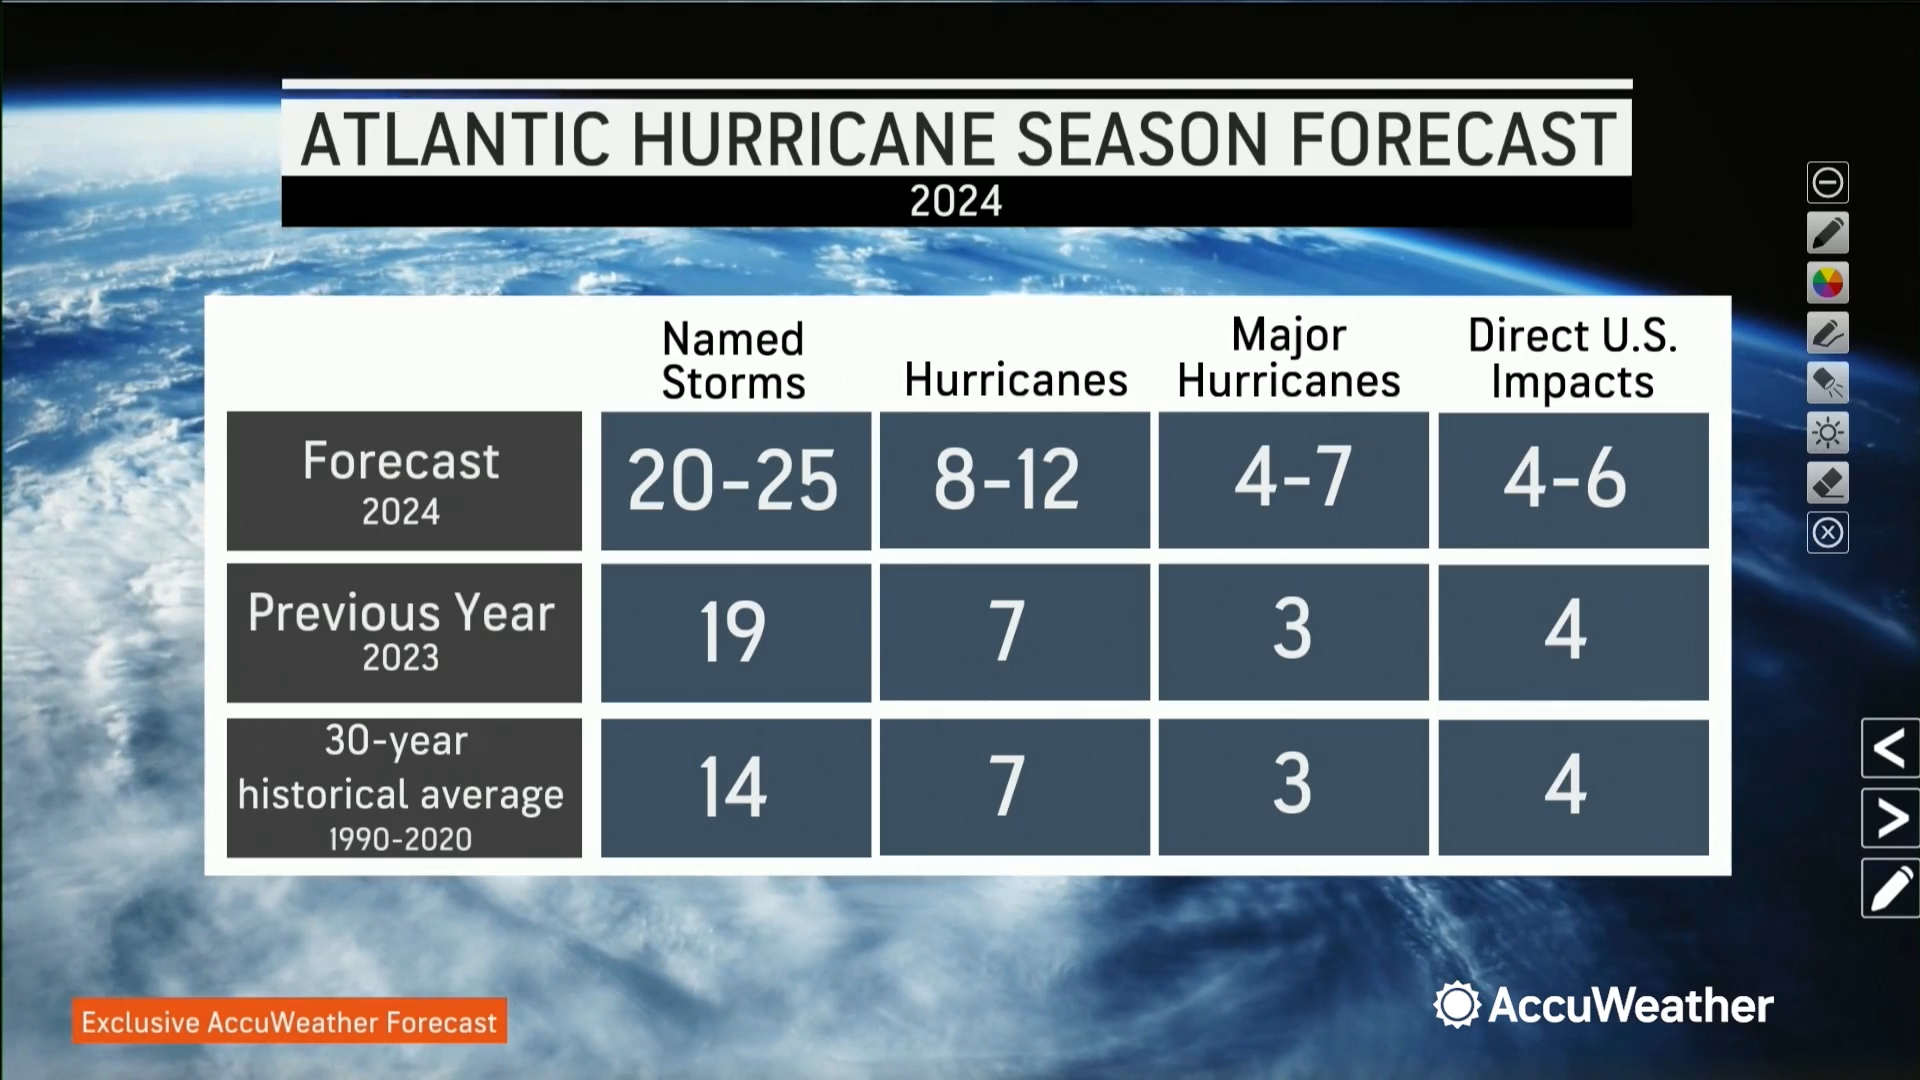 ATLANTIC HURRICANE SEASON FORECAST
2024
Named Storms
Hurricanes
Major Hurricanes
Direct U.S. Impacts
Forecast
2024
20-25
8-12
4-7
4-6
Previous Year
2023
19
7
3
4
30-year
historical average
1990-2020
14
7
3
4
Exclusive AccuWeather Forecast
AccuWeather